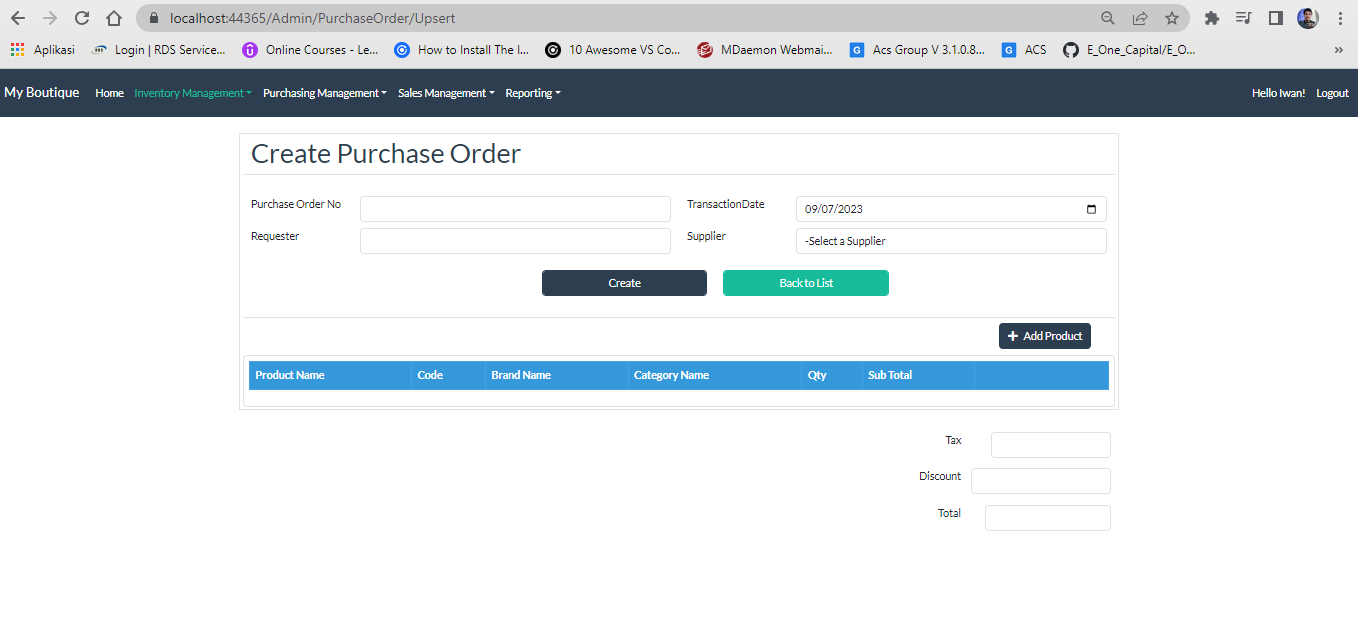 localhost:44365/Admin/PurchaseOrder/Upsert
Aplikasi Login | RDS Service... Online Courses - Le... How to Install The I... 10 Awesome VS Co... MDaemon Webmai... Acs Group V 3.1.0.8... ACS E_One_Capital/E_O... »
My Boutique Home Inventory Management Purchasing Management Sales Management Reporting Hello Iwan! Logout
Create Purchase Order
Purchase Order No TransactionDate 09/07/2023
Requester Supplier -Select a Supplier
Create Back to List
+ Add Product
Product Name Code Brand Name Category Name Qty Sub Total
Tax
Discount
Total